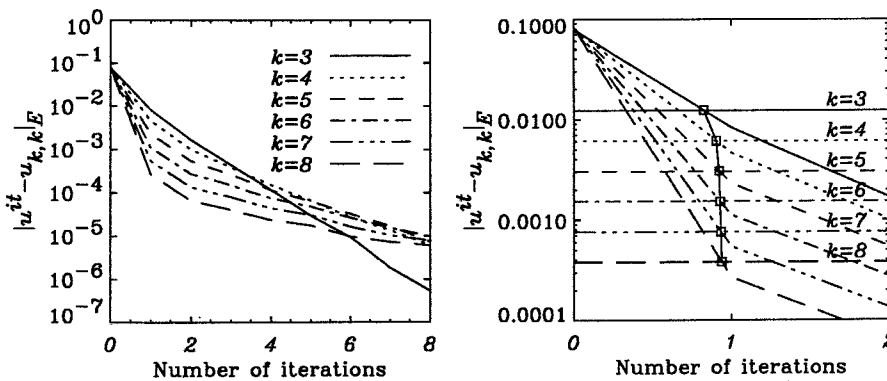 10^0
10^-1
10^-2
10^-3
10^-4
10^-5
10^-6
10^-7
|u^it-u_k,k|_E
k=3
k=4
k=5
k=6
k=7
k=8
0 2 4 6 8
Number of iterations
0.1000
0.0100
0.0010
0.0001
|u^it-u_k,k|_E
k=3
k=4
k=5
k=6
k=7
k=8
0 1 2
Number of iterations